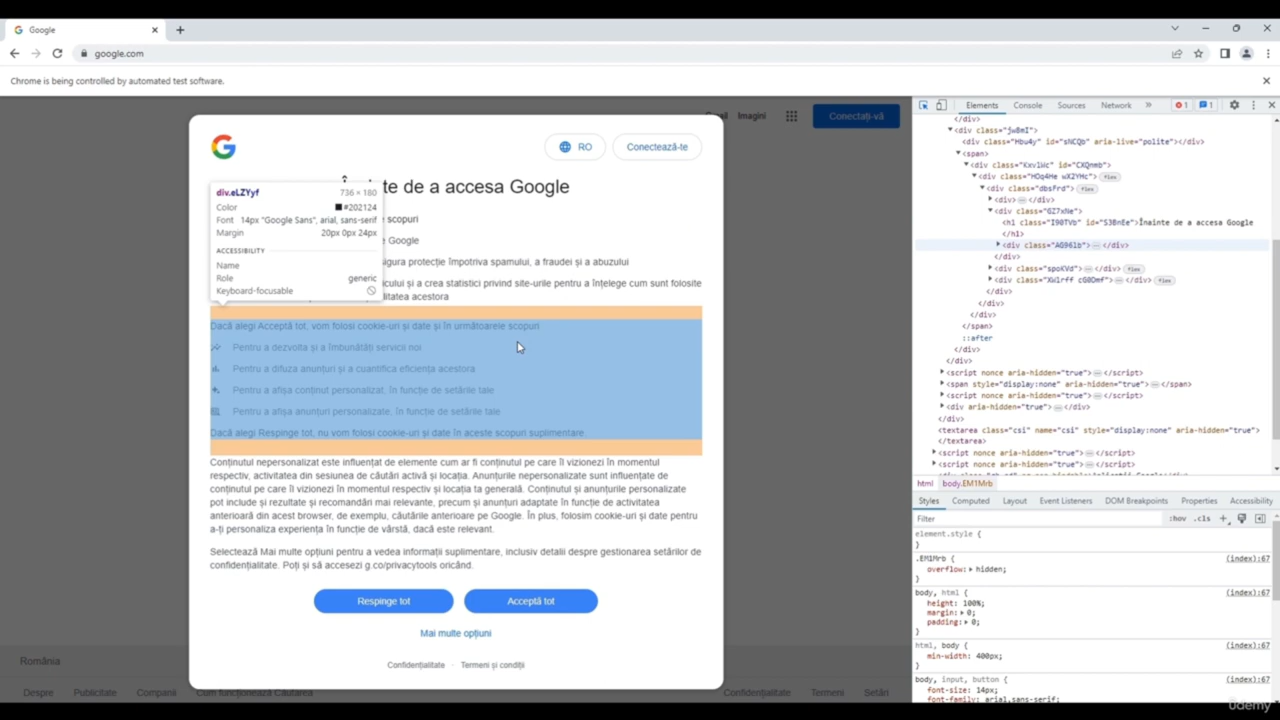 Google
google.com
Chrome is being controlled by automated test software.
Imagini
Conectați-vă
RO
Conectează-te
te de a accesa Google
scopuri
Google
sigura protecție împotriva spamului, a fraudei și a abuzului
cului și a crea statistici privind site-urile pentru a înțelege cum sunt folosite
litatea acestora
div.eLZYyf
736 × 180
Color
#202124
Font
14px "Google Sans", arial, sans-serif
Margin
20px 0px 24px
ACCESSIBILITY
Name
Role
generic
Keyboard-focusable
Dacă alegi Acceptă tot, vom folosi cookie-uri și date și în următoarele scopuri
Pentru a dezvolta și a îmbunătăți servicii noi
Pentru a difuza anunțuri și a cuantifica eficiența acestora
Pentru a afișa conținut personalizat, în funcție de setările tale
Pentru a afișa anunțuri personalizate, în funcție de setările tale
Dacă alegi Respinge tot, nu vom folosi cookie-uri și date în aceste scopuri suplimentare.
Conținutul nepersonalizat este influențat de elemente cum ar fi conținutul pe care îl vizionezi în momentul
respectiv, activitatea din sesiunea de căutări activă și locația. Anunțurile nepersonalizate sunt influențate de
conținutul pe care îl vizionezi în momentul respectiv și locația ta generală. Conținutul și anunțurile personalizate
pot include și rezultate și recomandări mai relevante, precum și anunțuri adaptate în funcție de activitatea
anterioară din acest browser, de exemplu, căutările anterioare pe Google. În plus, folosim cookie-uri și date pentru
a-ți personaliza experiența în funcție de vârstă, dacă este relevant.
Selectează Mai multe opțiuni pentru a vedea informații suplimentare, inclusiv detalii despre gestionarea setărilor de
confidențialitate. Poți și să accesezi g.co/privacytools oricând.
Respinge tot
Acceptă tot
Mai multe opțiuni
Confidențialitate · Termeni și condiții
România
Despre
Publicitate
Companii
Cum funcționează Căutarea
Confidențialitate
Termeni
Setări
Elements
Console
Sources
Network
»
1
1
</div>
<div class="jw8mI">
<div class="Hbu4y" id="sNCQb" aria-live="polite"></div>
<span>
<div class="KxvlWc" id="CXQnmb">
<div class="HOq4He wX2YHc"> flex
<div class="dbsFrd"> flex
<div> </div>
<div class="GZ7xNe">
<h1 class="I90TVb" id="S3BnEe">Înainte de a accesa Google
</h1>
<div class="AG96lb"> </div>
</div>
<div class="spoKVd"> </div> flex
<div class="XWlrff cG0Dmf"> </div> flex
</div>
</div>
</div>
</span>
::after
</div>
</div>
<script nonce aria-hidden="true"> </script>
<span style="display:none" aria-hidden="true"> </span>
<script nonce aria-hidden="true"> </script>
<div aria-hidden="true"> </div>
</div>
<textarea class="csi" name="csi" style="display:none" aria-hidden="true">
</textarea>
<script nonce aria-hidden="true"> </script>
<script nonce aria-hidden="true"> </script>
html
body.EM1Mrb
Styles
Computed
Layout
Event Listeners
DOM Breakpoints
Properties
Accessibility
Filter
:hov .cls
element.style {
}
.EM1Mrb {
(index):67
overflow: hidden;
}
body, html {
(index):67
height: 100%;
margin: 0;
padding: 0;
}
html, body {
(index):67
min-width: 400px;
}
body, input, button {
(index):67
font-size: 14px;
font-family: arial,sans-serif;
udemy